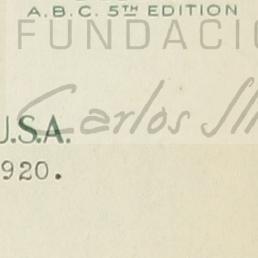 A.B.C. 5TH EDITION
FUNDACI
Carlos Sl
U.S.A.
920.